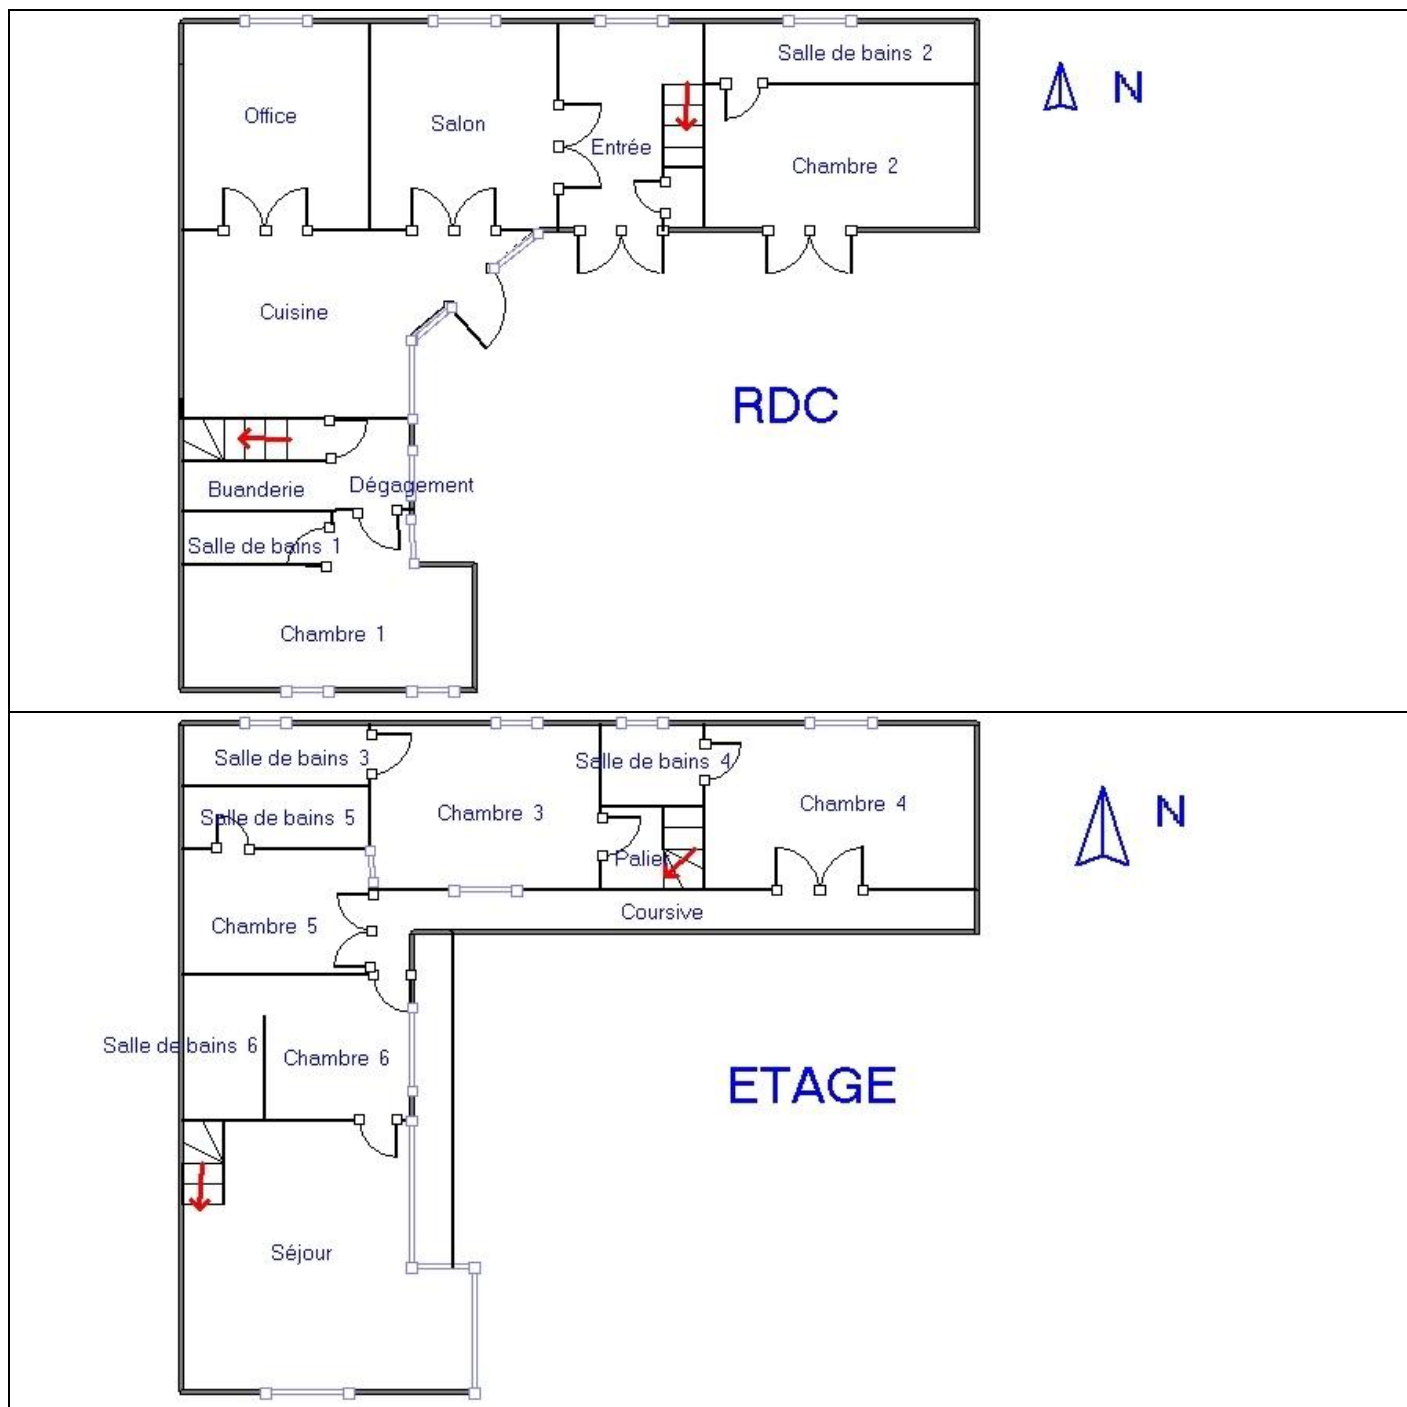 Salle de bains 2
N
Office
Salon
Entrée
Chambre 2
Cuisine
RDC
Buanderie
Dégagement
Salle de bains 1
Chambre 1
Salle de bains 3
Salle de bains 4
Chambre 3
Chambre 4
N
Salle de bains 5
Palier
Coursive
Chambre 5
Salle de bains 6
Chambre 6
ETAGE
Séjour